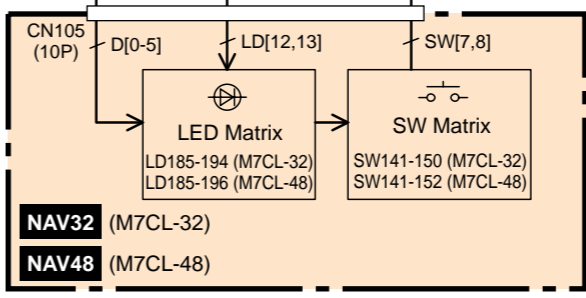 CN105
(10P)
D[0-5]
LD[12,13]
SW[7,8]
LED Matrix
LD185-194 (M7CL-32)
LD185-196 (M7CL-48)
SW Matrix
SW141-150 (M7CL-32)
SW141-152 (M7CL-48)
NAV32 (M7CL-32)
NAV48 (M7CL-48)